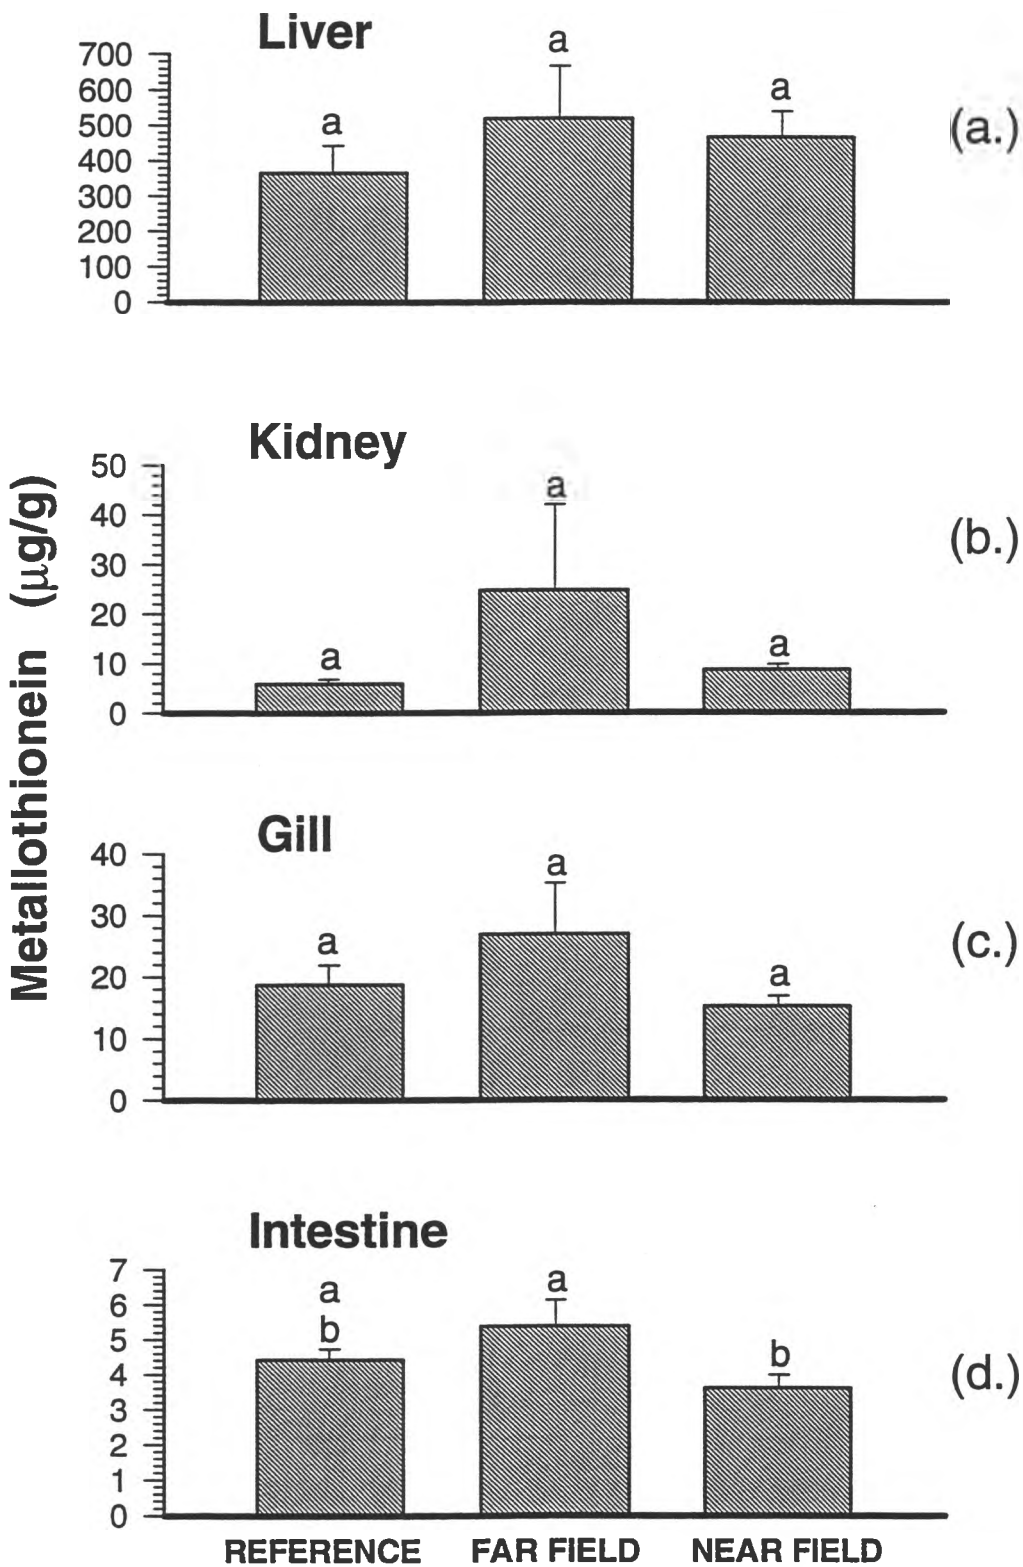 Liver
a
a
a
(a.)
700
600
500
400
300
200
100
0
Kidney
a
a
a
(b.)
50
40
30
20
10
0
Metallothionein (μg/g)
Gill
a
a
a
(c.)
40
30
20
10
0
Intestine
a
b
a
b
(d.)
7
6
5
4
3
2
1
0
REFERENCE FAR FIELD NEAR FIELD